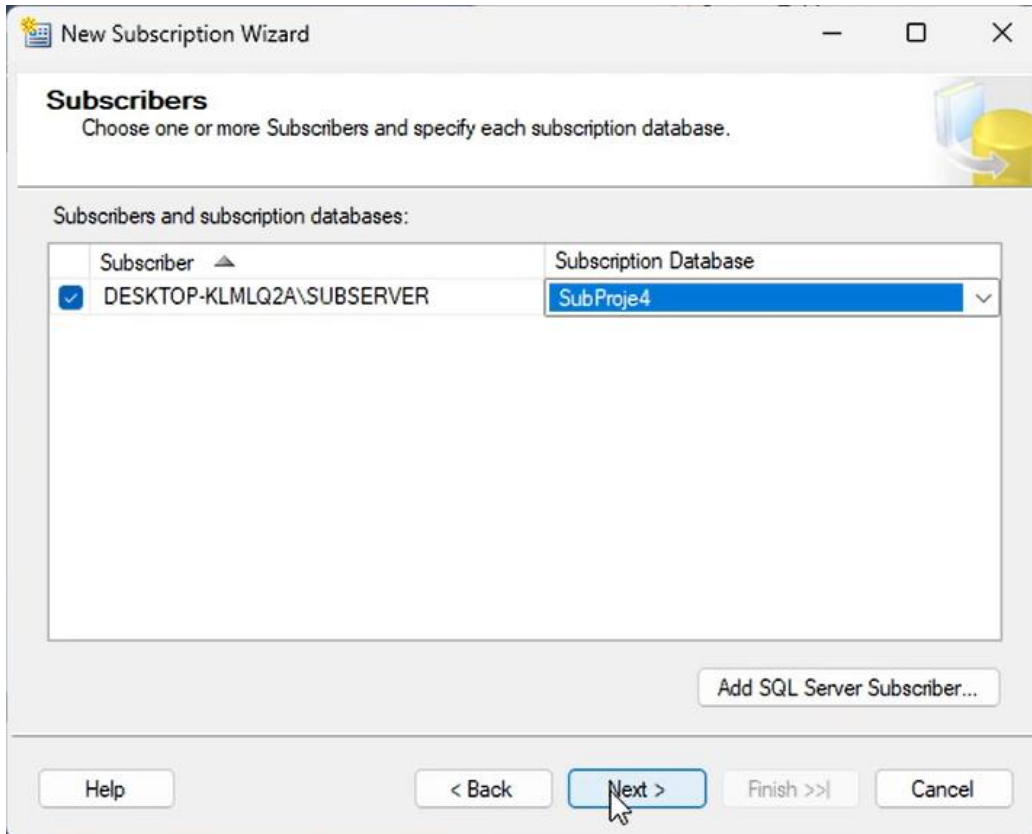 New Subscription Wizard
Subscribers
Choose one or more Subscribers and specify each subscription database.
Subscribers and subscription databases:
Subscriber Subscription Database
DESKTOP-KLMLQ2A\SUBSERVER SubProje4
Add SQL Server Subscriber...
Help < Back Next > Finish >>| Cancel